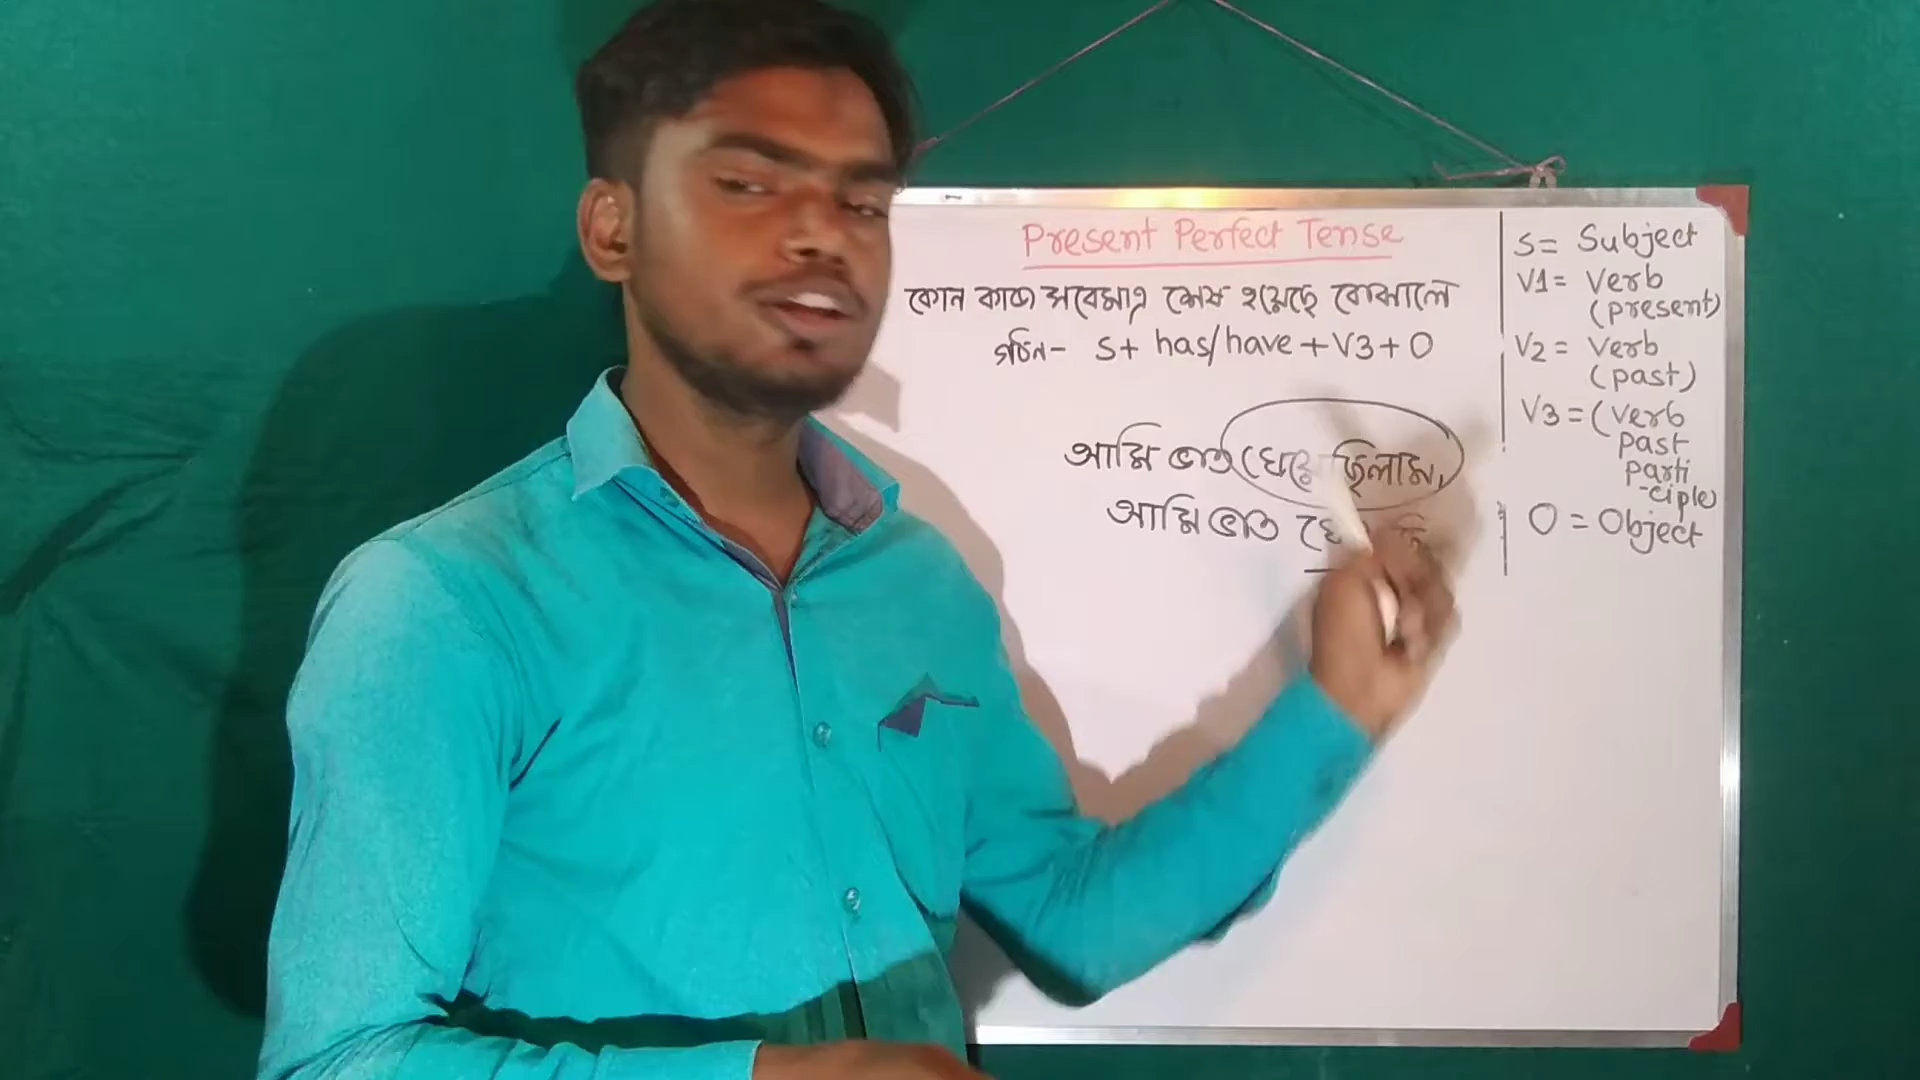 Present Perfect Tense
কোন কাজ সবেমাত্র শেষ হয়েছে বোঝালে
গঠন- S+ has/have + V3 + O
আমি ভাত খেয়েছিলাম,
আমি ভাত
S = Subject
V1 = Verb
(present)
V2 = Verb
(past)
V3 = (Verb
past
parti
-ciple)
O = Object